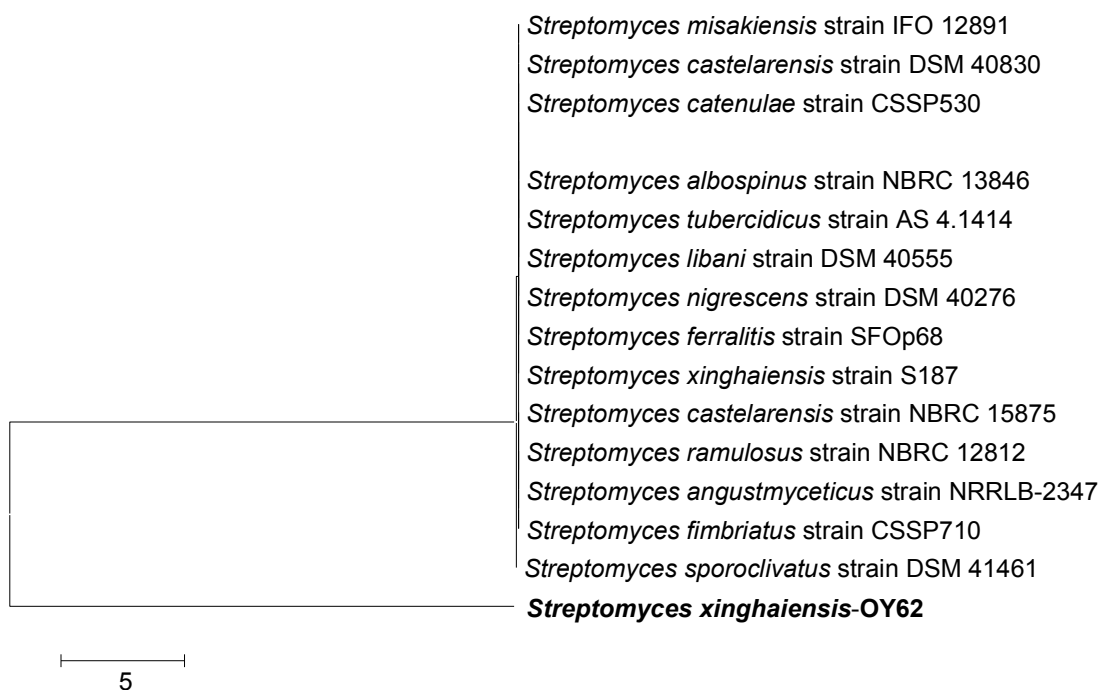 Streptomyces misakiensis strain IFO 12891
Streptomyces castelarensis strain DSM 40830
Streptomyces catenulae strain CSSP530
Streptomyces albospinus strain NBRC 13846
Streptomyces tubercidicus strain AS 4.1414
Streptomyces libani strain DSM 40555
Streptomyces nigrescens strain DSM 40276
Streptomyces ferralitis strain SFOp68
Streptomyces xinghaiensis strain S187
Streptomyces castelarensis strain NBRC 15875
Streptomyces ramulosus strain NBRC 12812
Streptomyces angustmyceticus strain NRRLB-2347
Streptomyces fimbriatus strain CSSP710
Streptomyces sporoclivatus strain DSM 41461
Streptomyces xinghaiensis-OY62
5